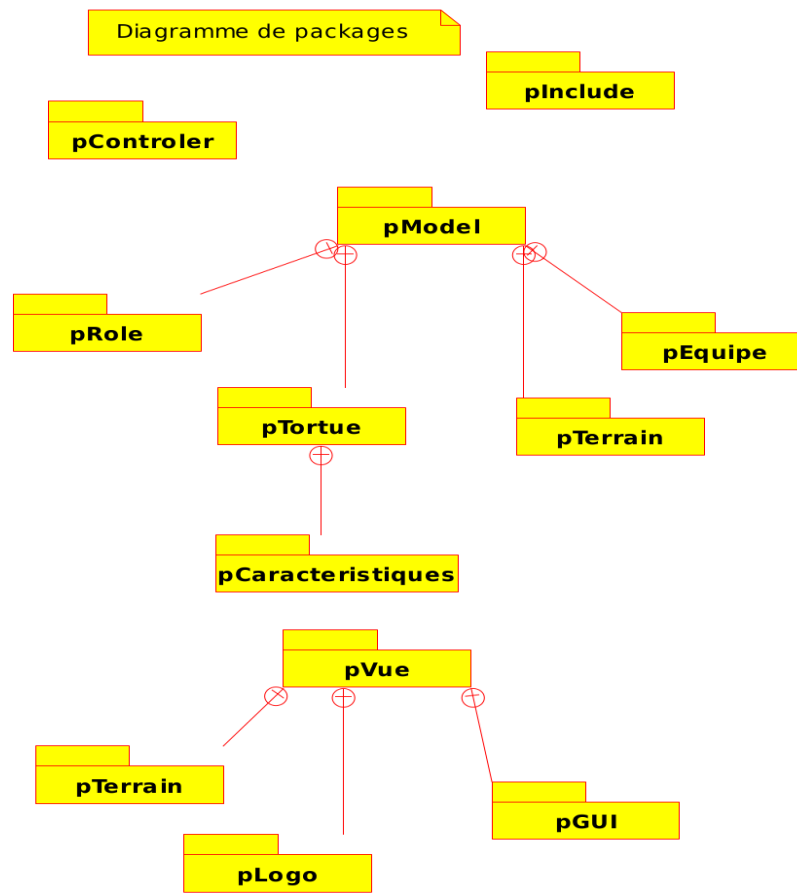 Diagramme de packages
pInclude
pControler
pModel
pRole
pEquipe
pTortue
pTerrain
pCaracteristiques
pVue
pTerrain
pGUI
pLogo